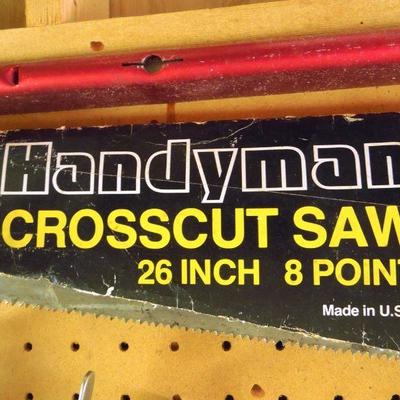 Handyman
CROSSCUT SAW
26 INCH 8 POINT
Made in U.S